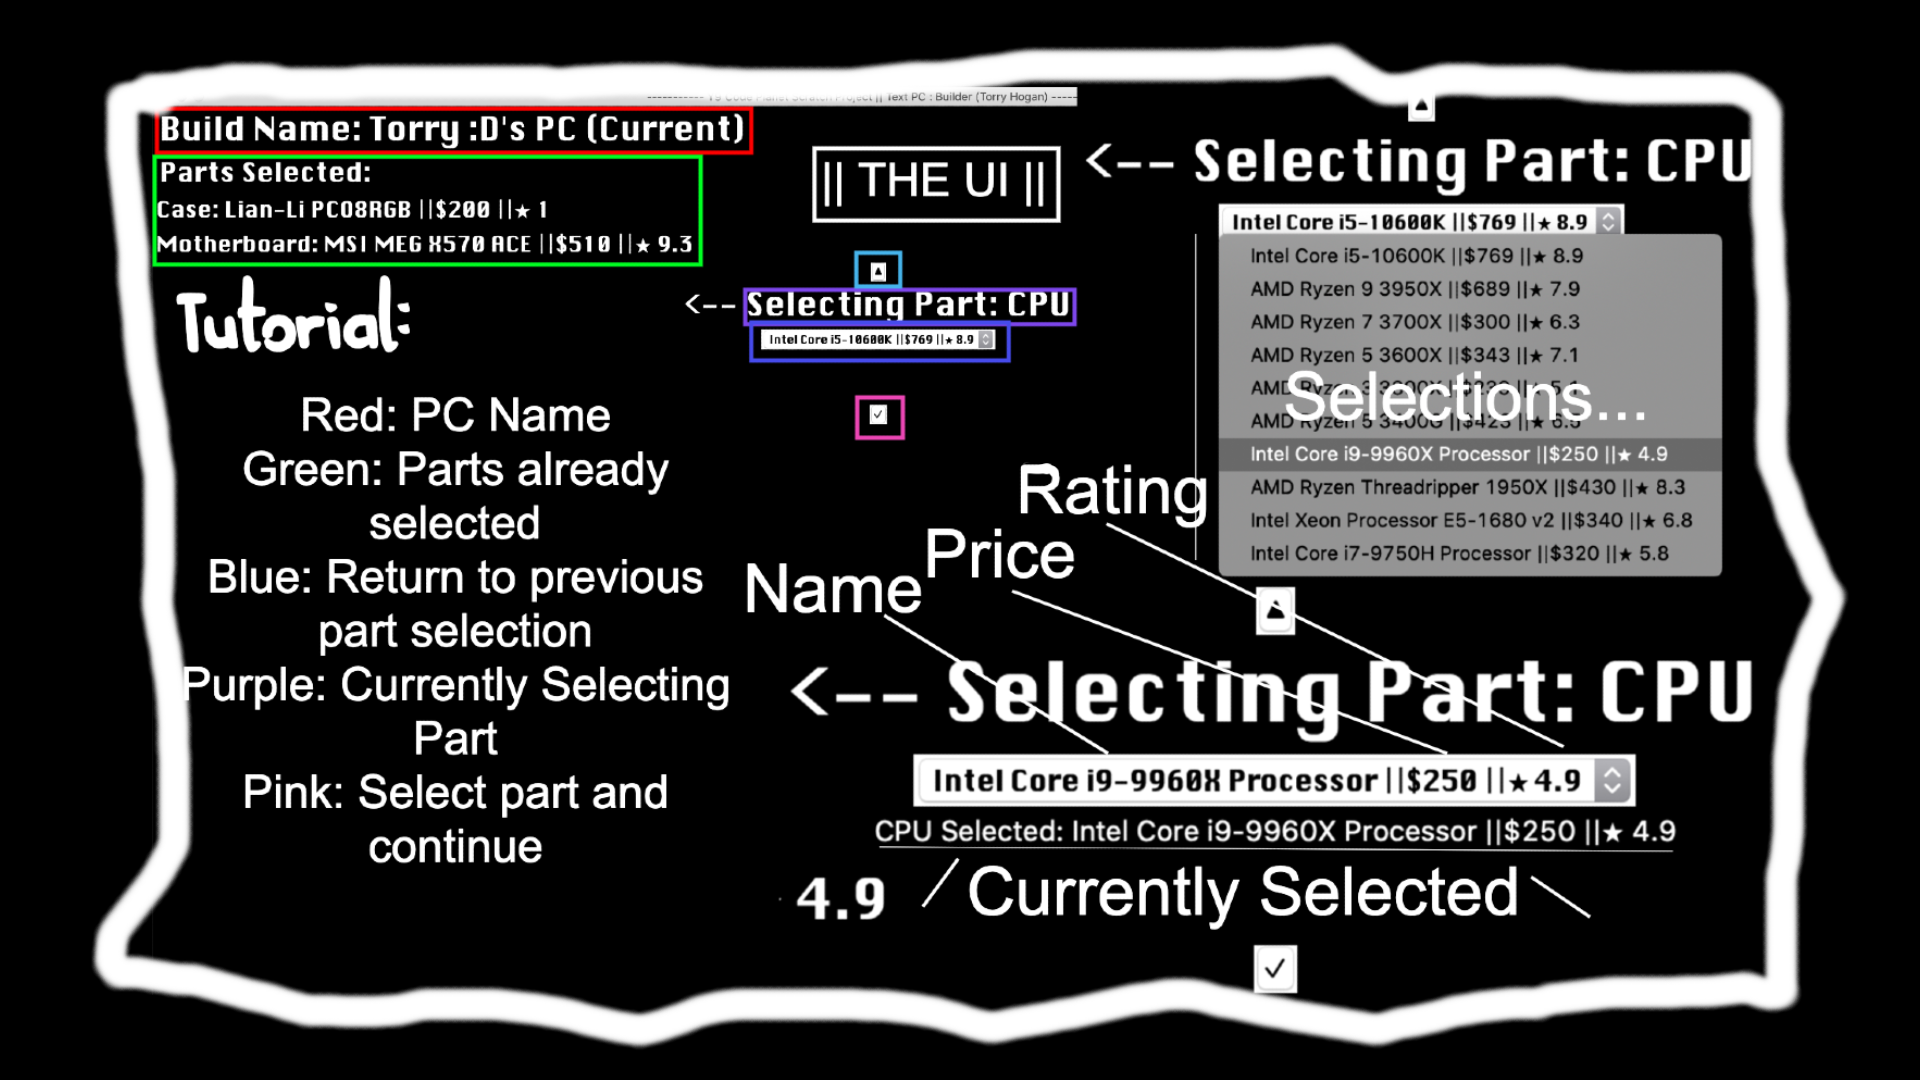 Text PC : Builder (Torry Hogan) -----
Build Name: Torry :D's PC (Current)
Parts Selected:
Case: Lian-Li PC08RGB ||$200 ||★ 1
Motherboard: MSI MEG X570 ACE ||$510 ||★ 9.3
|| THE UI ||
<-- Selecting Part: CPU
Intel Core i5-10600K ||$769 ||★ 8.9
✓
Tutorial:
Red: PC Name
Green: Parts already
selected
Blue: Return to previous
part selection
Purple: Currently Selecting
Part
Pink: Select part and
continue
<-- Selecting Part: CPU
Intel Core i5-10600K ||$769 ||★ 8.9
Intel Core i5-10600K ||$769 ||★ 8.9
AMD Ryzen 9 3950X ||$689 ||★ 7.9
AMD Ryzen 7 3700X ||$300 ||★ 6.3
AMD Ryzen 5 3600X ||$343 ||★ 7.1
AMD Ryzen 3
Selections...
AMD Ryzen 5 3400G ||$423 ||★ 6.5
Intel Core i9-9960X Processor ||$250 ||★ 4.9
AMD Ryzen Threadripper 1950X ||$430 ||★ 8.3
Intel Xeon Processor E5-1680 v2 ||$340 ||★ 6.8
Intel Core i7-9750H Processor ||$320 ||★ 5.8
Rating
Price
Name
<-- Selecting Part: CPU
Intel Core i9-9960X Processor ||$250 ||★ 4.9
CPU Selected: Intel Core i9-9960X Processor ||$250 ||★ 4.9
4.9
Currently Selected
✓